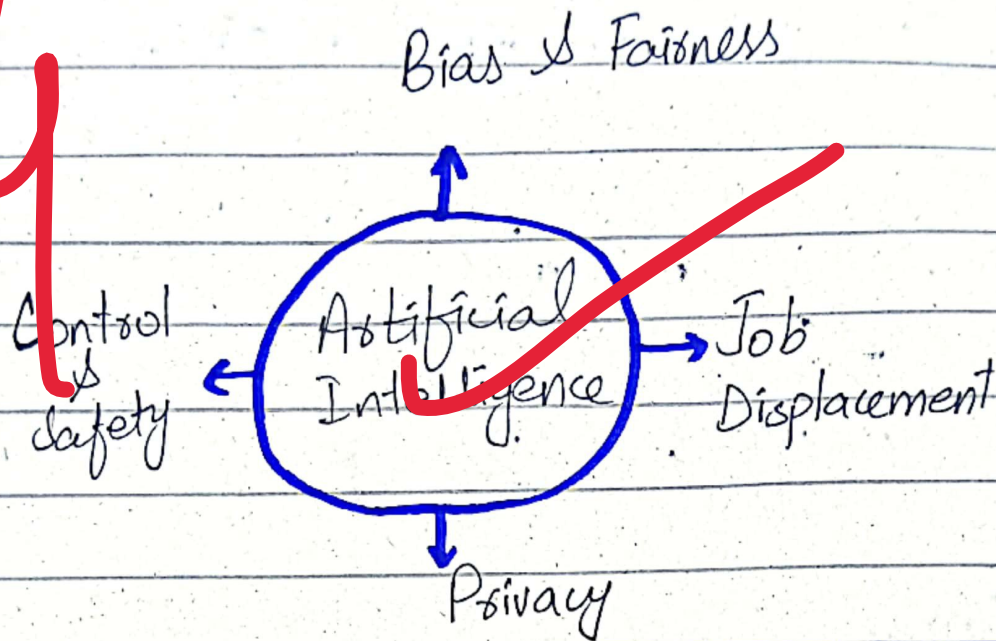 Bias & Fairness
Artificial
Intelligence
Control
&
Safety
Job
Displacement
Privacy